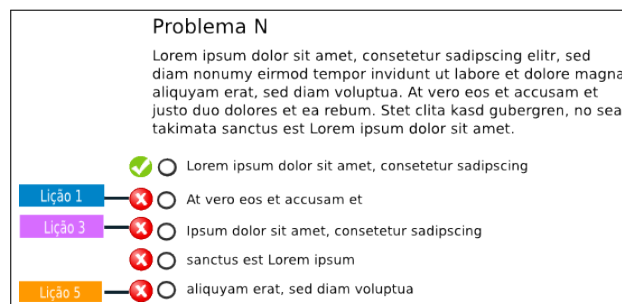 Problema N
Lorem ipsum dolor sit amet, consetetur sadipscing elitr, sed
diam nonumy eirmod tempor invidunt ut labore et dolore magna
aliquyam erat, sed diam voluptua. At vero eos et accusam et
justo duo dolores et ea rebum. Stet clita kasd gubergren, no sea
takimata sanctus est Lorem ipsum dolor sit amet.
Lorem ipsum dolor sit amet, consetetur sadipscing
Lição 1 At vero eos et accusam et
Lição 3 Ipsum dolor sit amet, consetetur sadipscing
sanctus est Lorem ipsum
Lição 5 aliquyam erat, sed diam voluptua